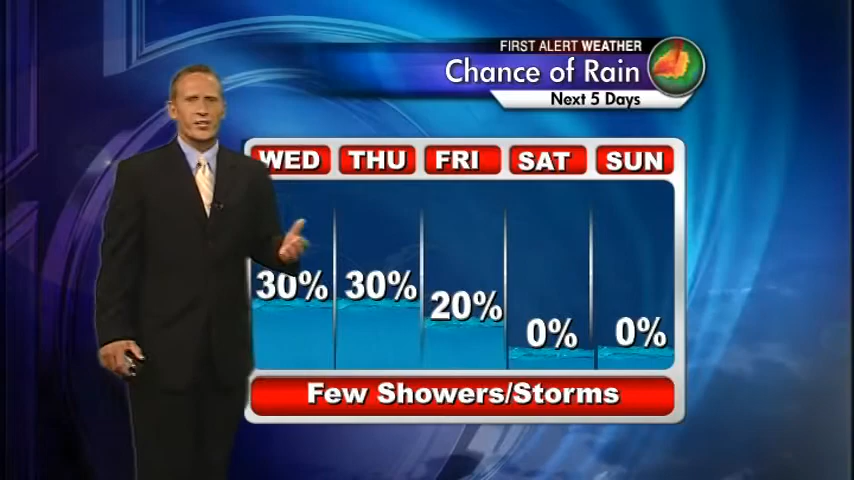 FIRST ALERT WEATHER
Chance of Rain
Next 5 Days
WED THU FRI SAT SUN
30% 30% 20% 0% 0%
Few Showers/Storms